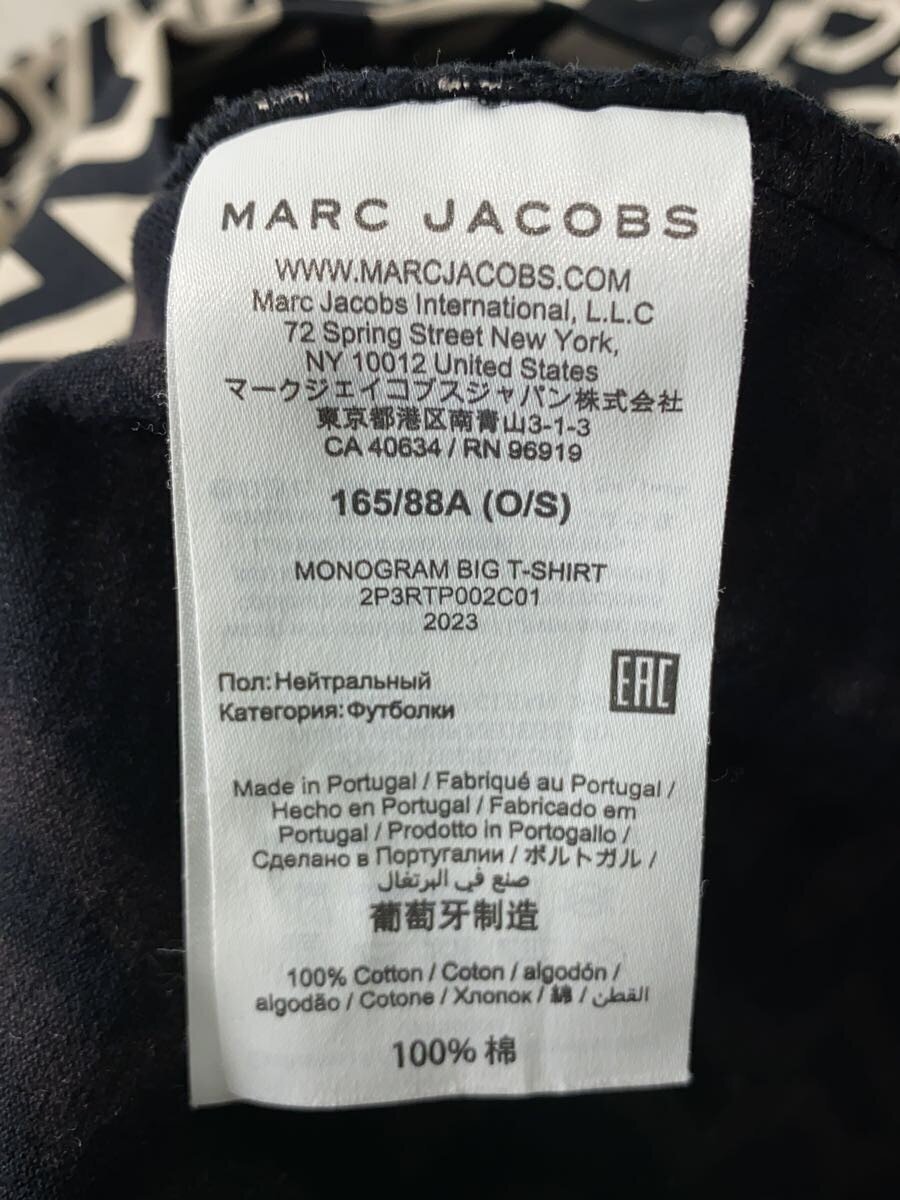 MARC JACOBS
WWW.MARCJACOBS.COM
Marc Jacobs International, L.L.C
72 Spring Street New York,
NY 10012 United States
マークジェイコブスジャパン株式会社
東京都港区南青山3-1-3
CA 40634 / RN 96919
165/88A (O/S)
MONOGRAM BIG T-SHIRT
2P3RTP002C01
2023
Пол: Нейтральный
Категория: Футболки
EAC
Made in Portugal / Fabriqué au Portugal /
Hecho en Portugal / Fabricado em
Portugal / Prodotto in Portogallo /
Сделано в Португалии / ポルトガル /
صنع في البرتغال
葡萄牙制造
100% Cotton / Coton / algodón /
algodão / Cotone / Хлопок / 綿 / القطن
100% 棉